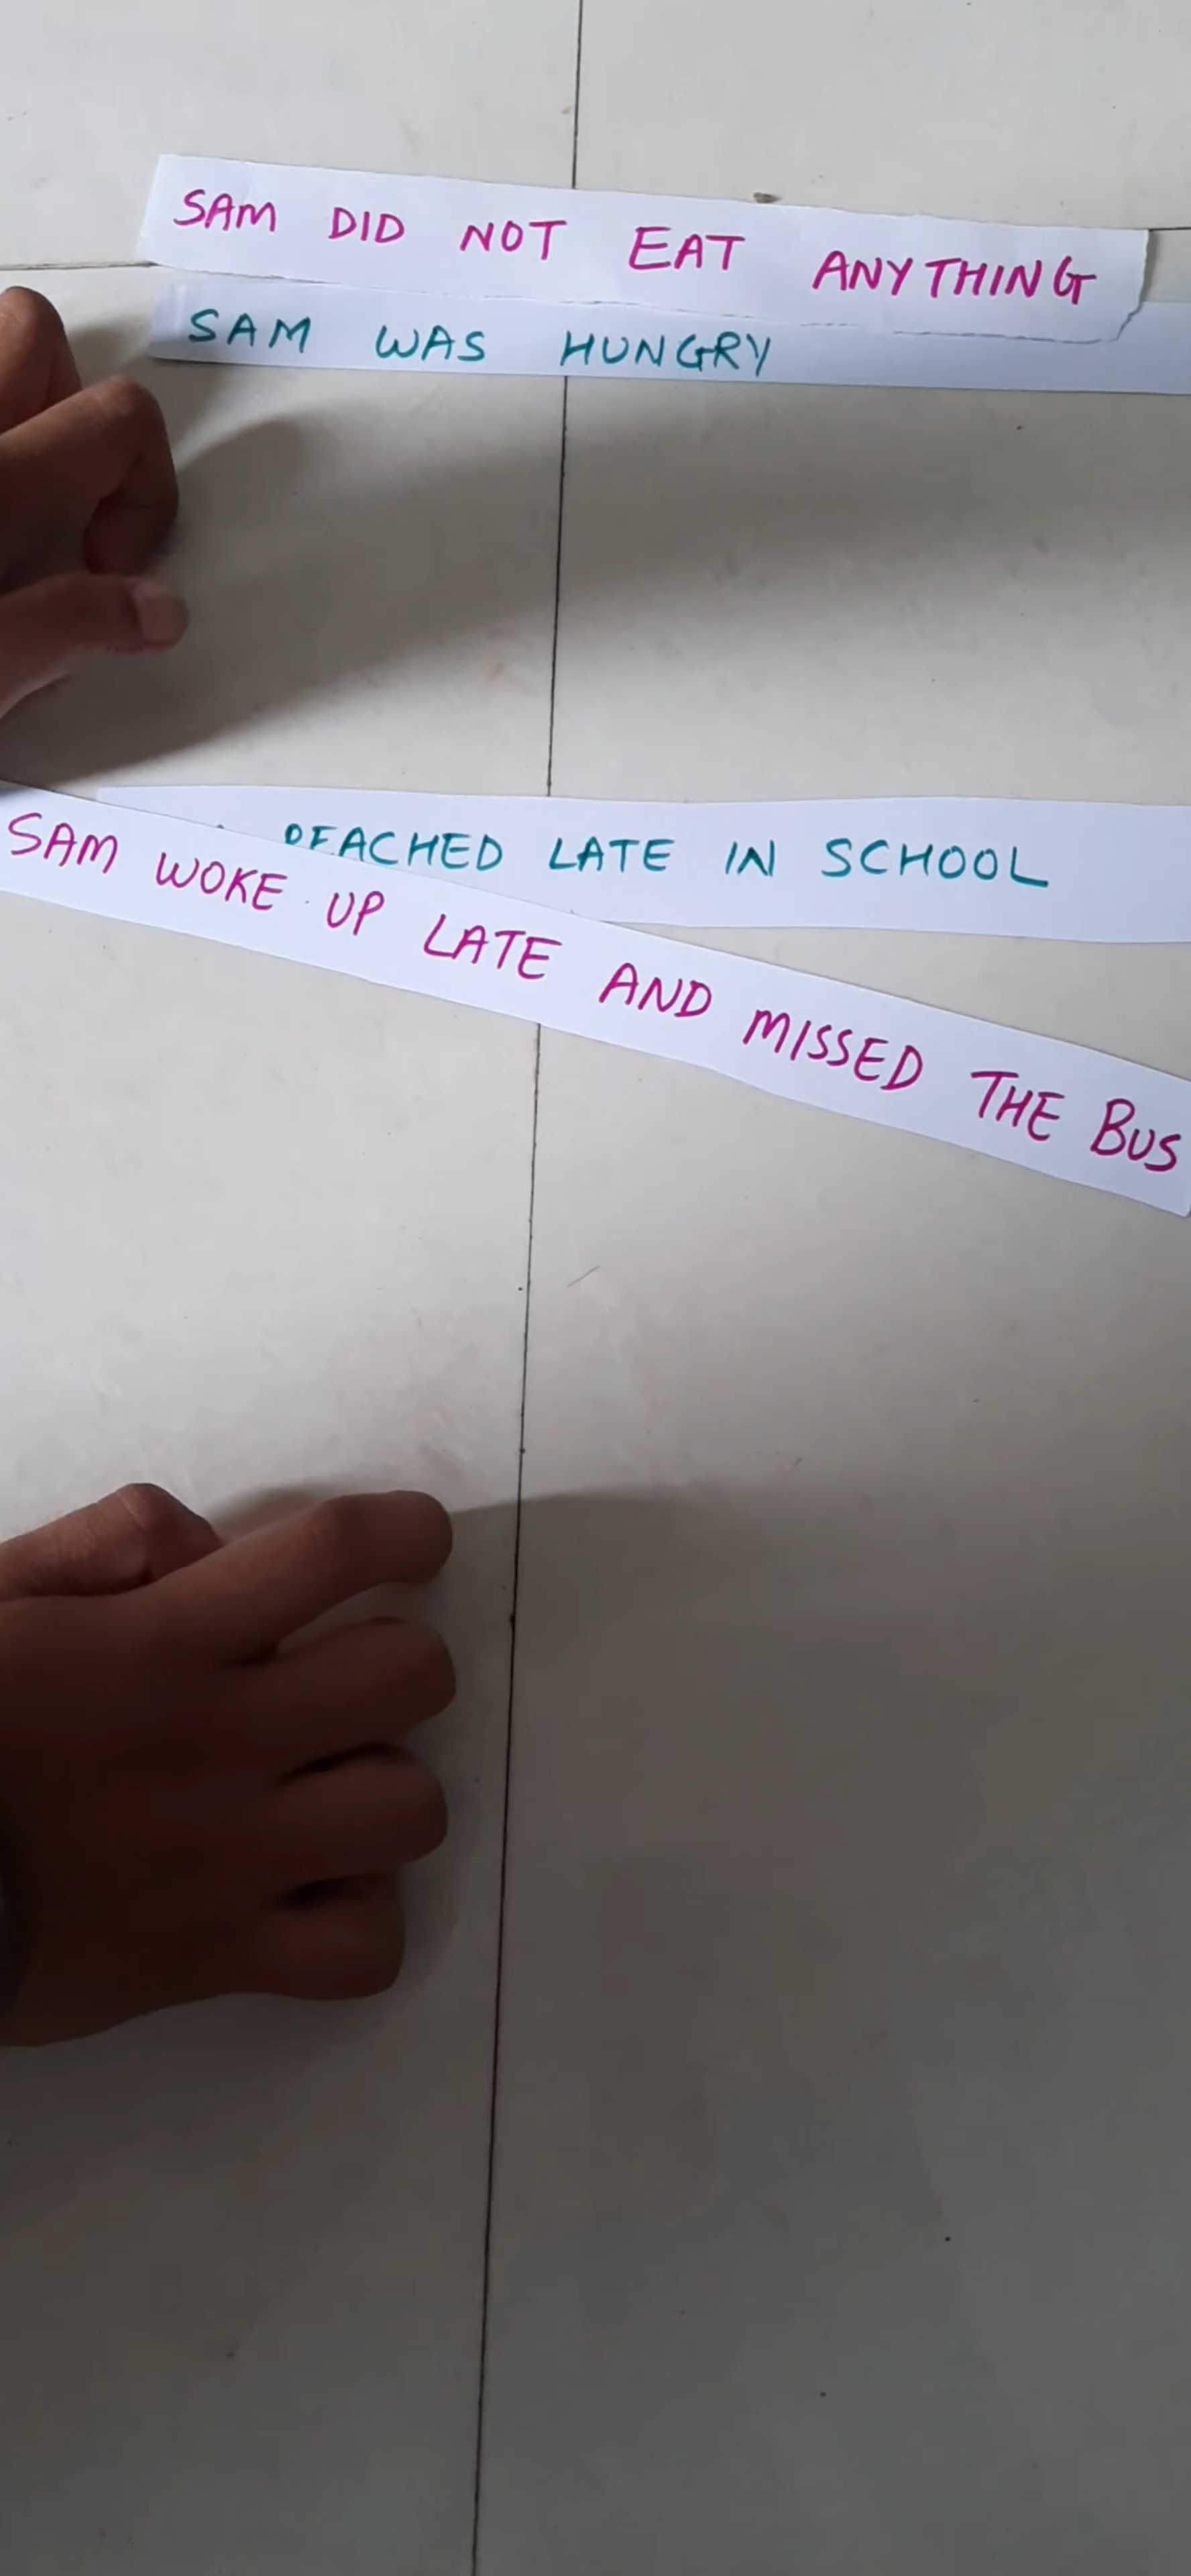 SAM DID NOT EAT ANYTHING
SAM WAS HUNGRY
REACHED LATE IN SCHOOL
SAM WOKE UP LATE AND MISSED THE BUS